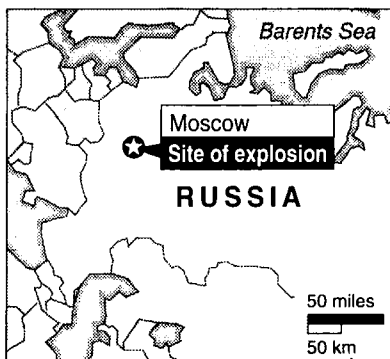 Barents Sea
Moscow
Site of explosion
RUSSIA
50 miles
50 km